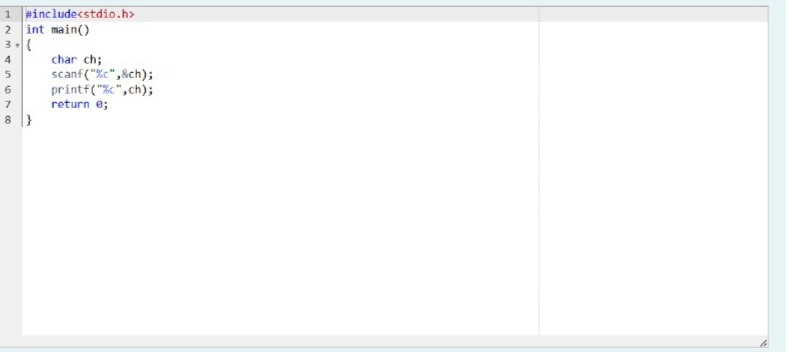 1 #include<stdio.h>
2 int main()
3 {
4 char ch;
5 scanf("%c",&ch);
6 printf("%c",ch);
7 return 0;
8 }